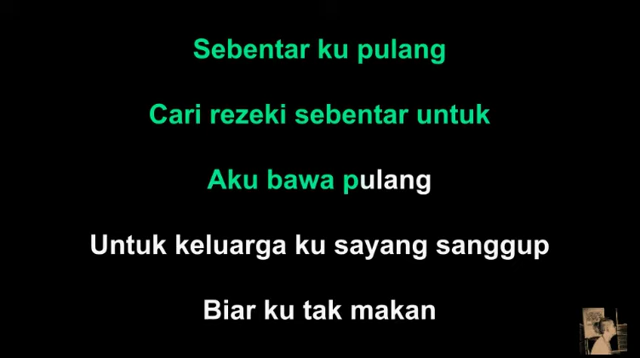 Sebentar ku pulang
Cari rezeki sebentar untuk
Aku bawa pulang
Untuk keluarga ku sayang sanggup
Biar ku tak makan